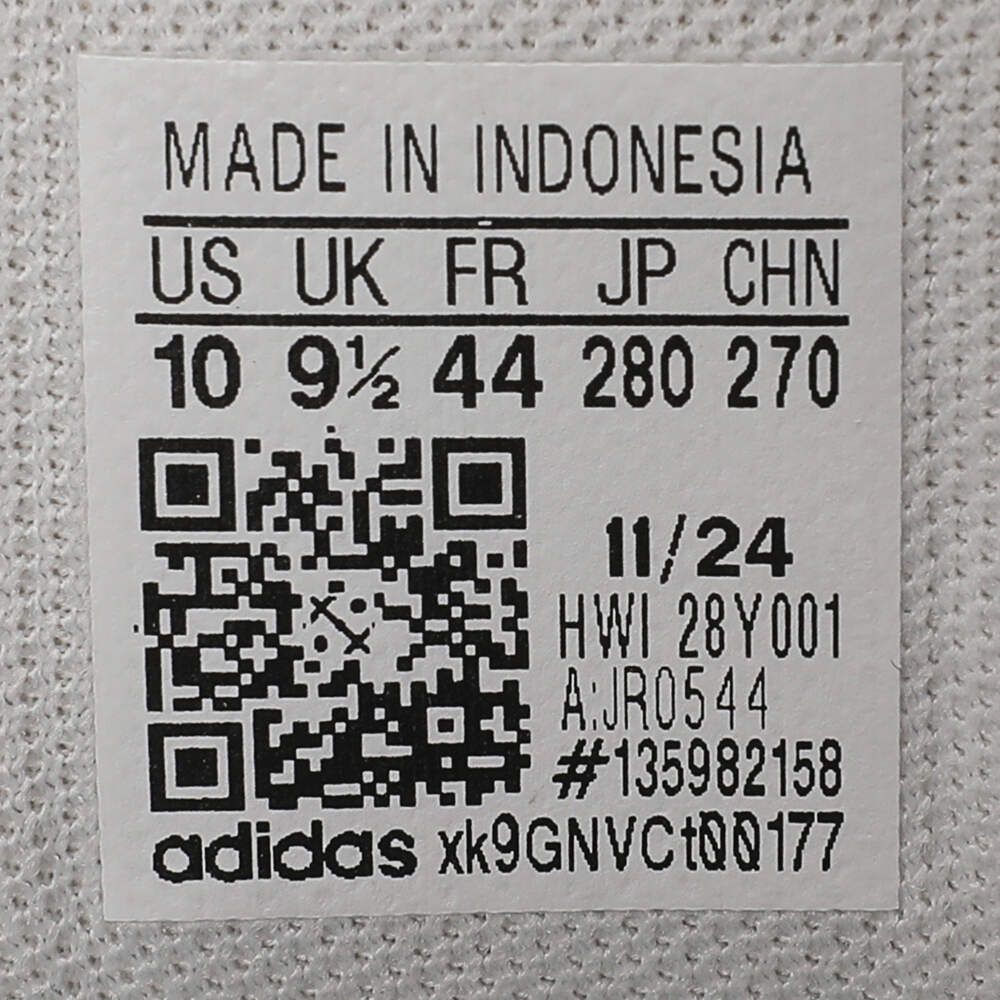 MADE IN INDONESIA
US UK FR JP CHN
10 9½ 44 280 270
11/24
HWI 28Y001
A:JR0544
#135982158
adidas xk9GNVCt00177